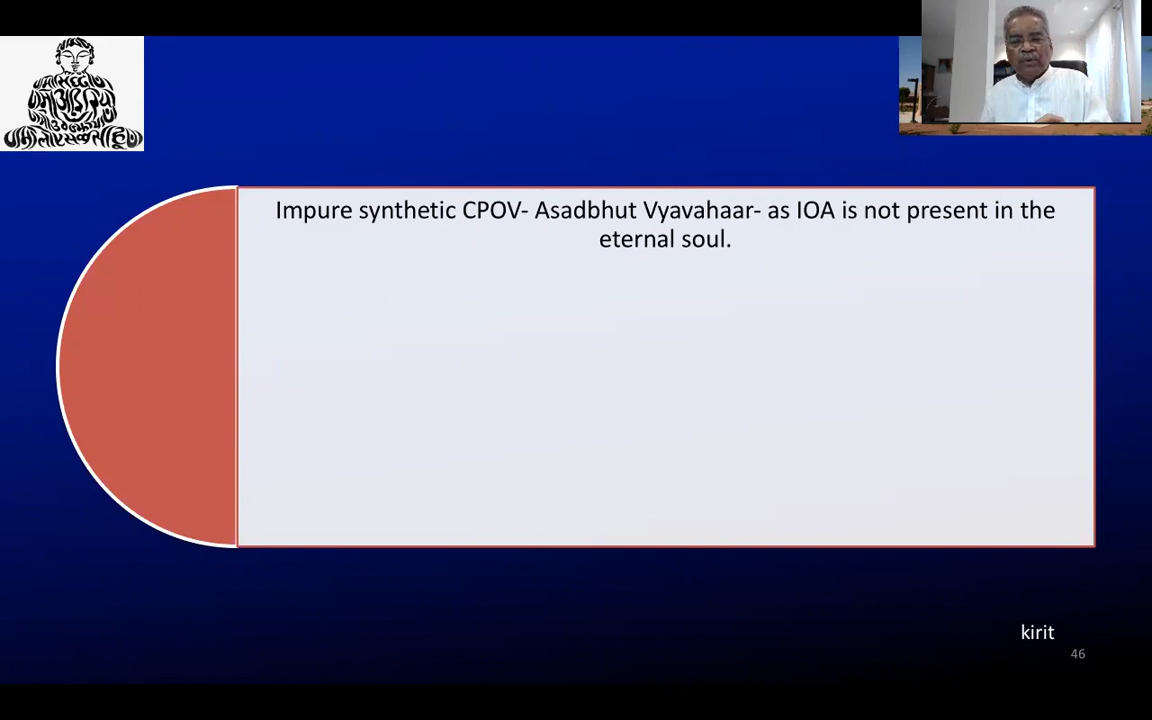 Impure synthetic CPOV- Asadbhut Vyavahaar- as IOA is not present in the
eternal soul.
kirit
46